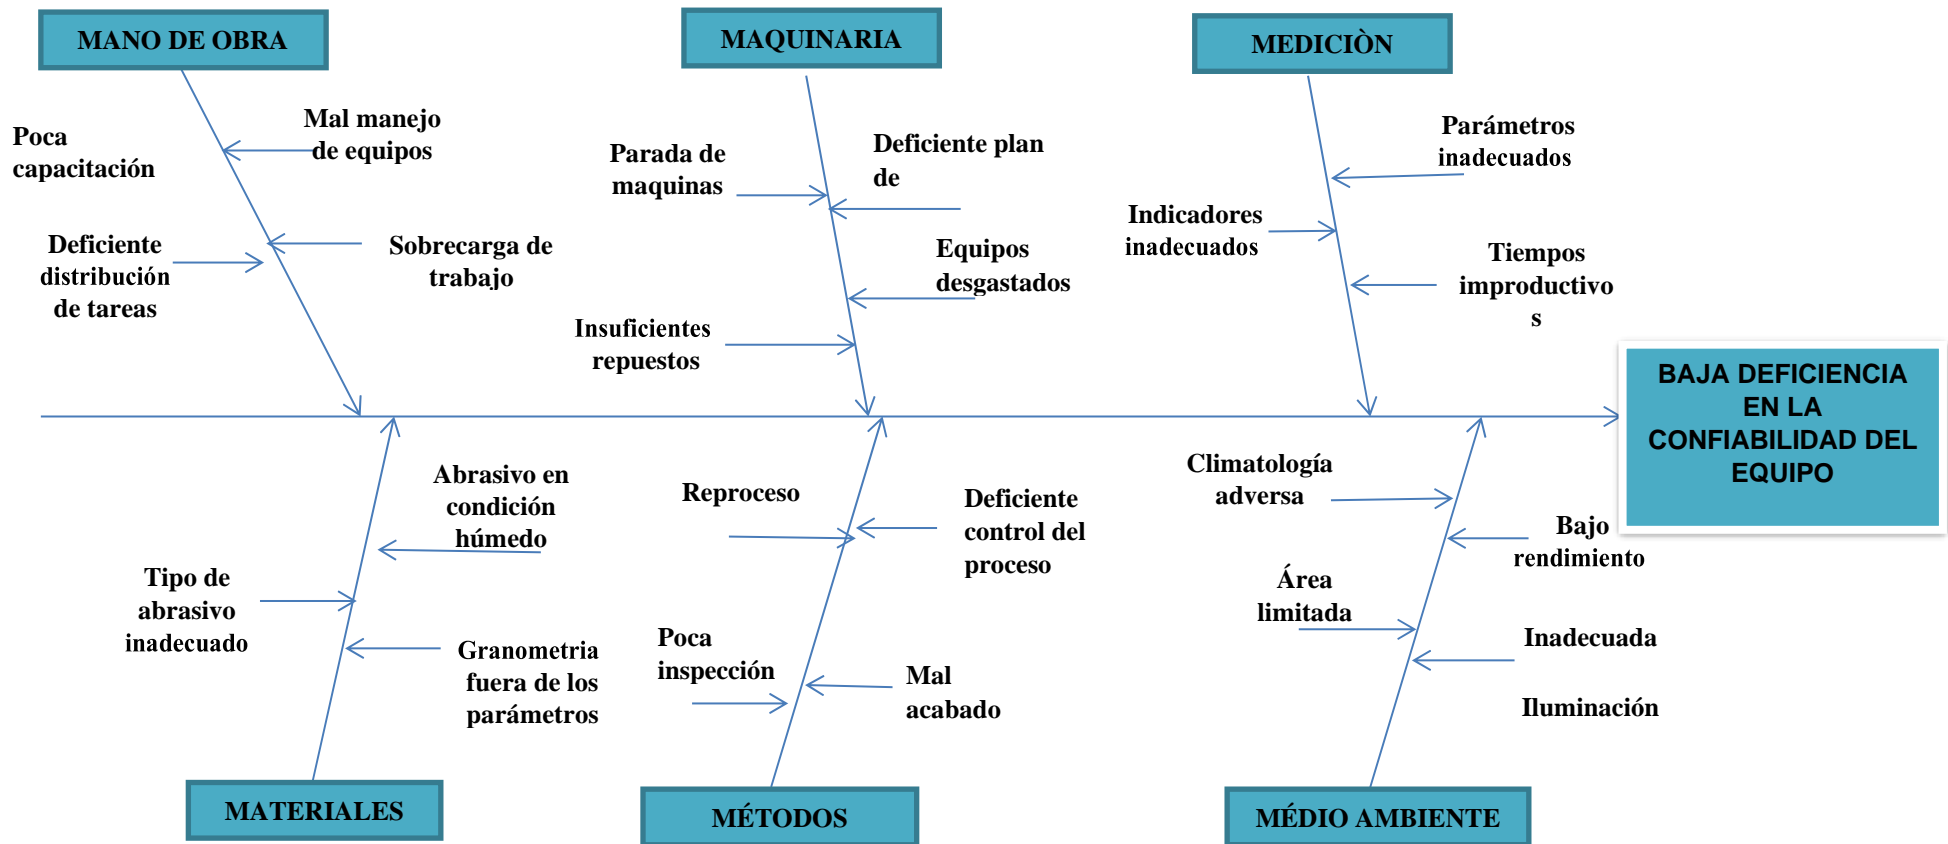 MANO DE OBRA
MAQUINARIA
MEDICIÒN
Poca
capacitación
Mal manejo
de equipos
Deficiente
distribución
de tareas
Sobrecarga de
trabajo
Parada de
maquinas
Deficiente plan
de
Equipos
desgastados
Insuficientes
repuestos
Parámetros
inadecuados
Indicadores
inadecuados
Tiempos
improductivo
s
BAJA DEFICIENCIA
EN LA
CONFIABILIDAD DEL
EQUIPO
Abrasivo en
condición
húmedo
Tipo de
abrasivo
inadecuado
Granometria
fuera de los
parámetros
Reproceso
Deficiente
control del
proceso
Poca
inspección
Mal
acabado
Climatología
adversa
Bajo
rendimiento
Área
limitada
Inadecuada
Iluminación
MATERIALES
MÉTODOS
MÉDIO AMBIENTE